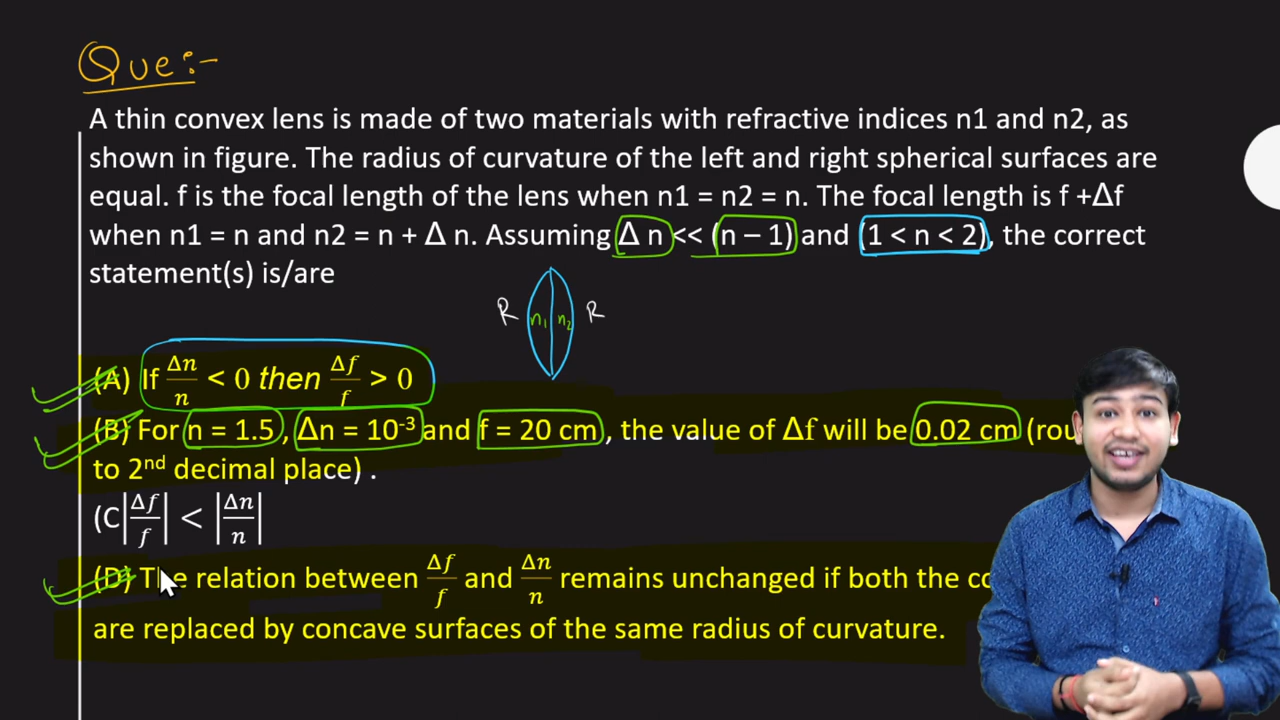 Que:-
A thin convex lens is made of two materials with refractive indices n1 and n2, as
shown in figure. The radius of curvature of the left and right spherical surfaces are
equal. f is the focal length of the lens when n1 = n2 = n. The focal length is f +Δf
when n1 = n and n2 = n + Δ n. Assuming Δ n << (n – 1) and (1 < n < 2), the correct
statement(s) is/are
R n₁ n₂ R
(A) If Δn/n < 0 then Δf/f > 0
(B) For n = 1.5, Δn = 10⁻³ and f = 20 cm, the value of Δf will be 0.02 cm (rou
to 2ⁿᵈ decimal place) .
(C|Δf/f| < |Δn/n|
(D) The relation between Δf/f and Δn/n remains unchanged if both the co
are replaced by concave surfaces of the same radius of curvature.